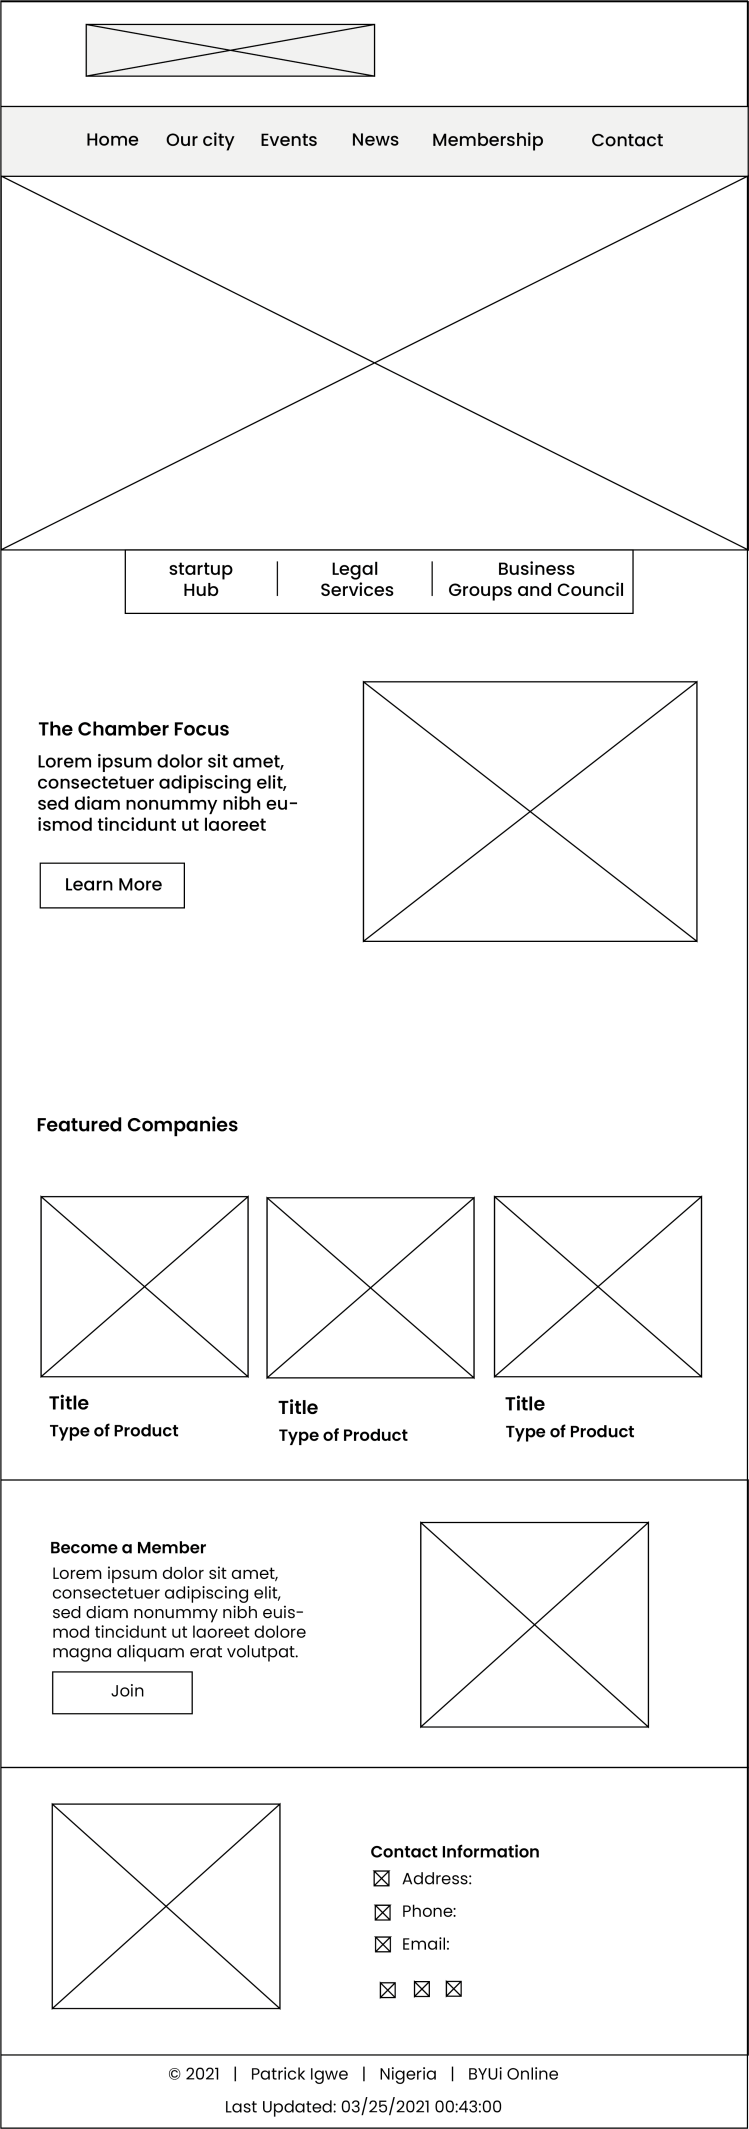 Home Our city Events News Membership Contact
startup
Hub
Legal
Services
Business
Groups and Council
The Chamber Focus
Lorem ipsum dolor sit amet,
consectetuer adipiscing elit,
sed diam nonummy nibh eu-
ismod tincidunt ut laoreet
Learn More
Featured Companies
Title
Type of Product
Title
Type of Product
Title
Type of Product
Become a Member
Lorem ipsum dolor sit amet,
consectetuer adipiscing elit,
sed diam nonummy nibh euis-
mod tincidunt ut laoreet dolore
magna aliquam erat volutpat.
Join
Contact Information
Address:
Phone:
Email:
© 2021 | Patrick Igwe | Nigeria | BYUi Online
Last Updated: 03/25/2021 00:43:00